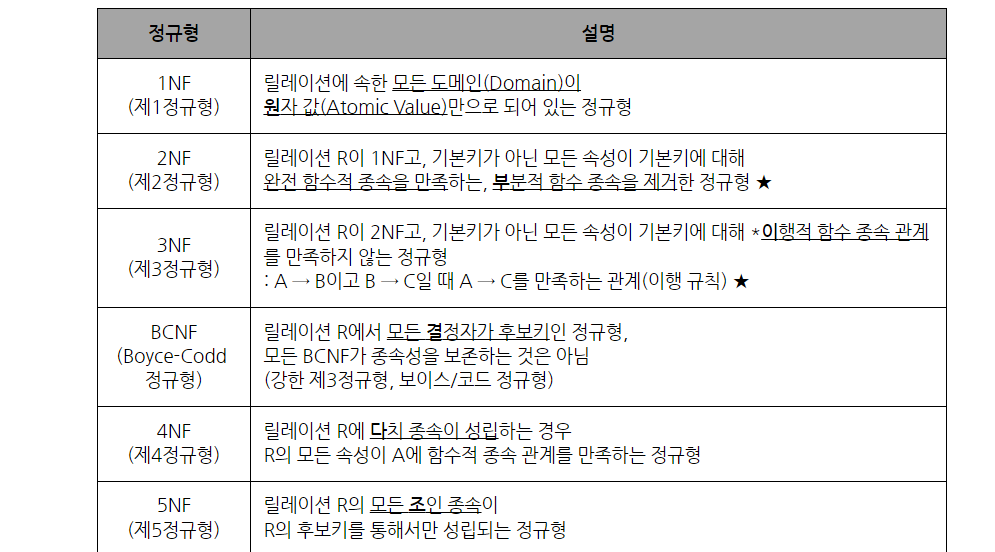 정규형
설명
1NF
(제1정규형)
릴레이션에 속한 모든 도메인(Domain)이
원자 값(Atomic Value)만으로 되어 있는 정규형
2NF
(제2정규형)
릴레이션 R이 1NF고, 기본키가 아닌 모든 속성이 기본키에 대해
완전 함수적 종속을 만족하는, 부분적 함수 종속을 제거한 정규형 ★
3NF
(제3정규형)
릴레이션 R이 2NF고, 기본키가 아닌 모든 속성이 기본키에 대해 *이행적 함수 종속 관계
를 만족하지 않는 정규형
: A → B이고 B → C일 때 A → C를 만족하는 관계(이행 규칙) ★
BCNF
(Boyce-Codd
정규형)
릴레이션 R에서 모든 결정자가 후보키인 정규형,
모든 BCNF가 종속성을 보존하는 것은 아님
(강한 제3정규형, 보이스/코드 정규형)
4NF
(제4정규형)
릴레이션 R에 다치 종속이 성립하는 경우
R의 모든 속성이 A에 함수적 종속 관계를 만족하는 정규형
5NF
(제5정규형)
릴레이션 R의 모든 조인 종속이
R의 후보키를 통해서만 성립되는 정규형